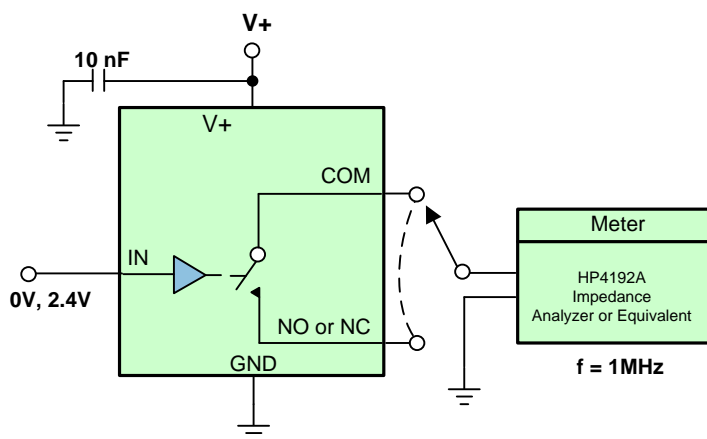 V+
10 nF
V+
COM
IN
0V, 2.4V
NO or NC
GND
Meter
HP4192A
Impedance
Analyzer or Equivalent
f = 1MHz